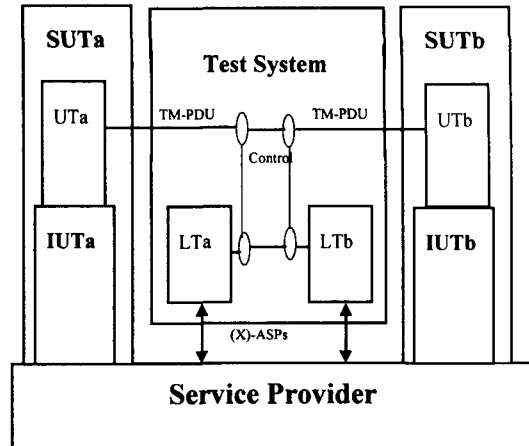 SUTa
SUTb
Test System
TM-PDU
TM-PDU
UTa
UTb
Control
IUTa
LTa
LTb
IUTb
(X)-ASPs
Service Provider